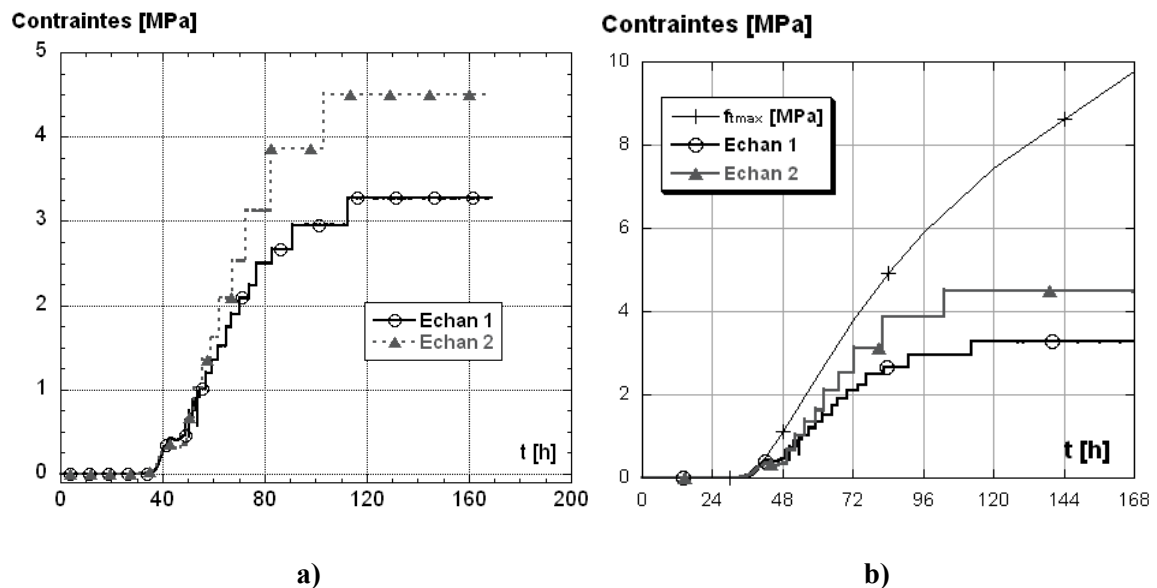 Contraintes [MPa]
5
4
3
2
1
0
Echan 1
Echan 2
t [h]
0 40 80 120 160 200
a)
Contraintes [MPa]
10
8
6
4
2
0
ftmax [MPa]
Echan 1
Echan 2
t [h]
0 24 48 72 96 120 144 168
b)